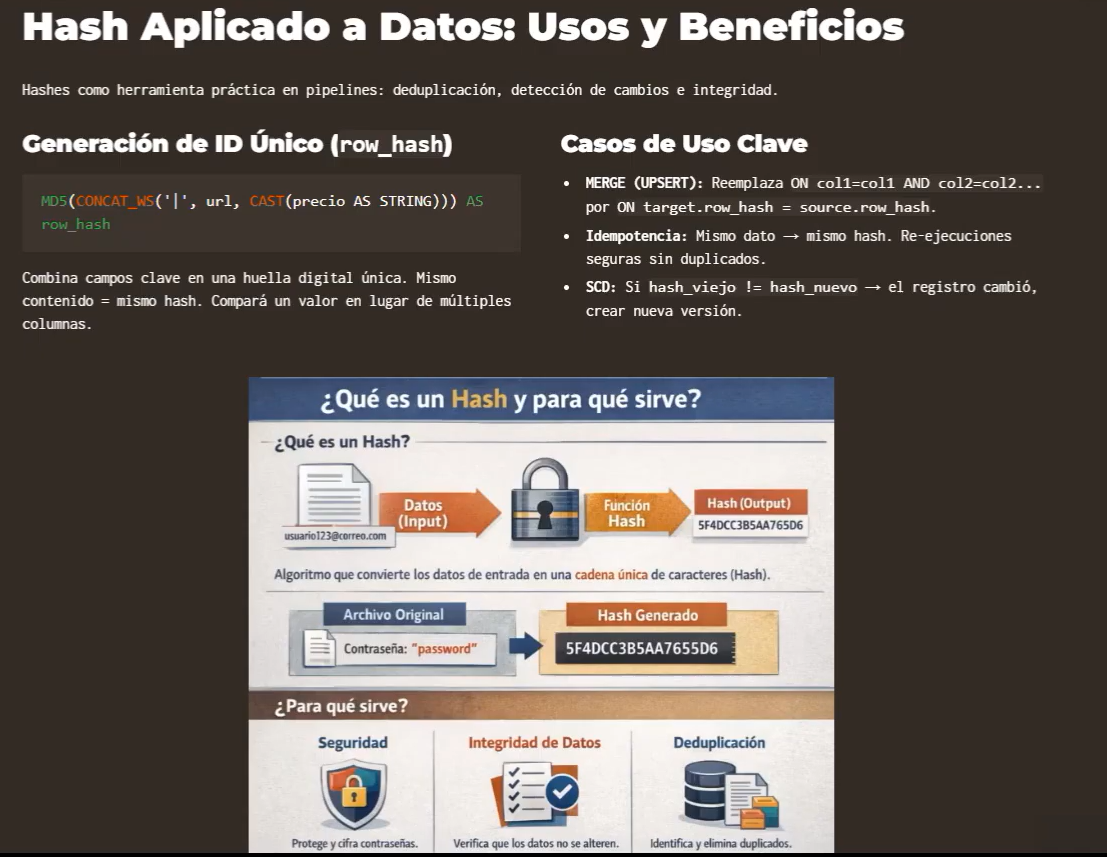 Hash Aplicado a Datos: Usos y Beneficios
Hashes como herramienta práctica en pipelines: deduplicación, detección de cambios e integridad.
Generación de ID Único (row_hash)
MD5(CONCAT_WS('|', url, CAST(precio AS STRING))) AS
row_hash
Combina campos clave en una huella digital única. Mismo
contenido = mismo hash. Compará un valor en lugar de múltiples
columnas.
Casos de Uso Clave
• MERGE (UPSERT): Reemplaza ON col1=col1 AND col2=col2...
por ON target.row_hash = source.row_hash.
• Idempotencia: Mismo dato → mismo hash. Re-ejecuciones
seguras sin duplicados.
• SCD: Si hash_viejo != hash_nuevo → el registro cambió,
crear nueva versión.
¿Qué es un Hash y para qué sirve?
¿Qué es un Hash?
usuario123@correo.com
Datos
(Input)
Función
Hash
Hash (Output)
5F4DCC3B5AA765D6
Algoritmo que convierte los datos de entrada en una cadena única de caracteres (Hash).
Archivo Original
Contraseña: "password"
Hash Generado
5F4DCC3B5AA7655D6
¿Para qué sirve?
Seguridad
Integridad de Datos
Deduplicación
Protege y cifra contraseñas.
Verifica que los datos no se alteren.
Identifica y elimina duplicados.